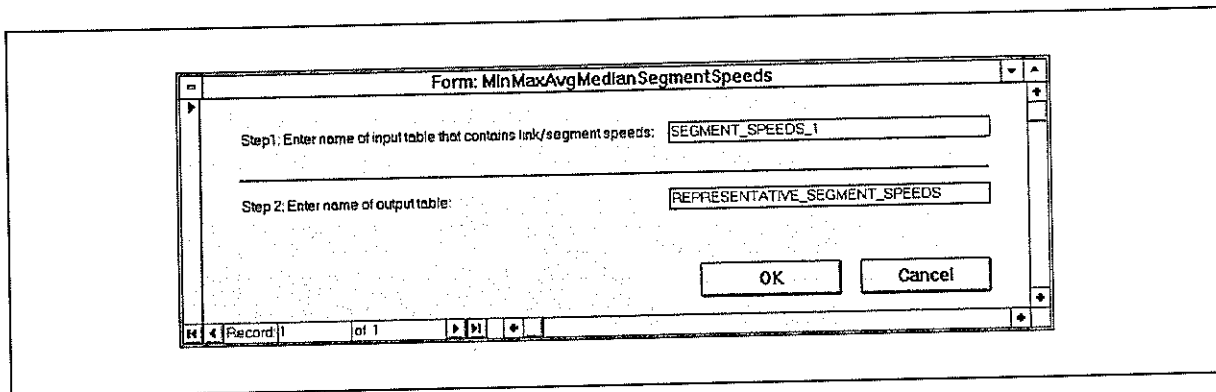 Form: MinMaxAvgMedianSegmentSpeeds
Step1: Enter name of input table that contains link/segment speeds: SEGMENT_SPEEDS_1
Step 2: Enter name of output table: REPRESENTATIVE_SEGMENT_SPEEDS
OK Cancel
Record: 1 of 1